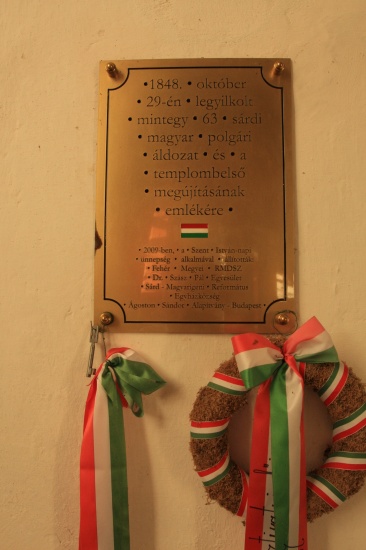 • 1848. • október
• 29-én • legyilkolt
• mintegy • 63 • sárdi
• magyar • polgári
• áldozat • és • a
• templombelső
• megújításának
• emlékére •
• 2009-ben, • a • Szent • István-napi
• ünnepség • alkalmával • állították:
• Fehér • Megyei • RMDSZ
• Dr. • Szász • Pál • Egyesület
• Sárd - Magyarigeni • Református
• Egyházközség
• Ágoston • Sándor • Alapítvány - Budapest •